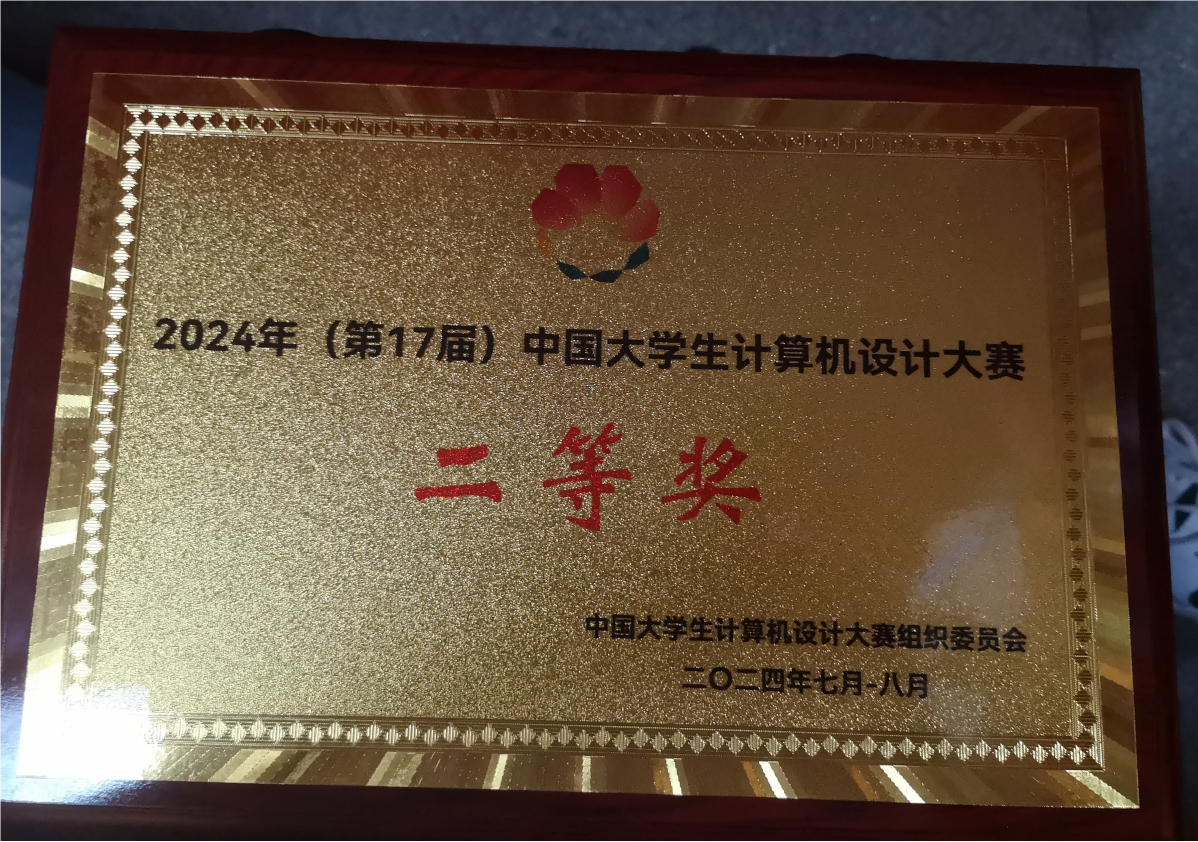 2024年（第17届）中国大学生计算机设计大赛
二等奖
中国大学生计算机设计大赛组织委员会
二〇二四年七月-八月